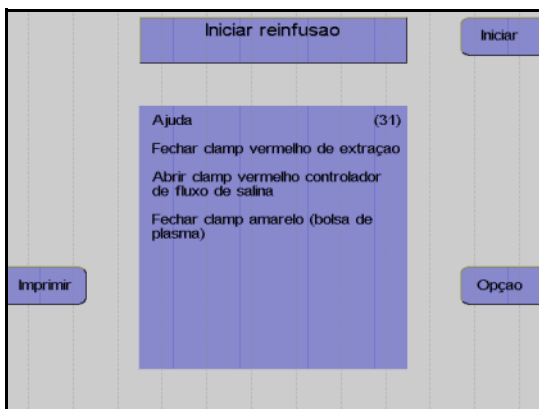 Iniciar reinfusao
Iniciar
Ajuda (31)
Fechar clamp vermelho de extraçao
Abrir clamp vermelho controlador
de fluxo de salina
Fechar clamp amarelo (bolsa de
plasma)
Imprimir
Opçao